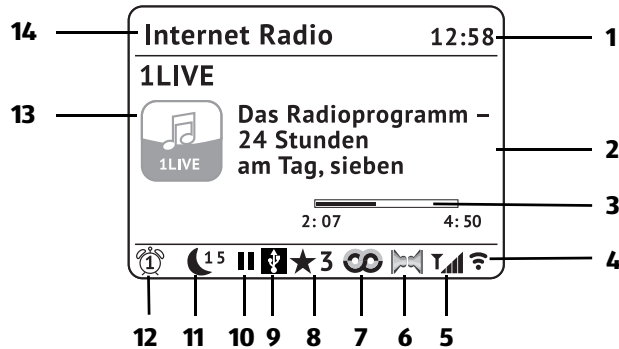 14 Internet Radio 12:58 1
1LIVE
13 Das Radioprogramm –
24 Stunden 2
am Tag, sieben
1LIVE
3
2:07 4:50
1 15 3 4
12 11 10 9 8 7 6 5